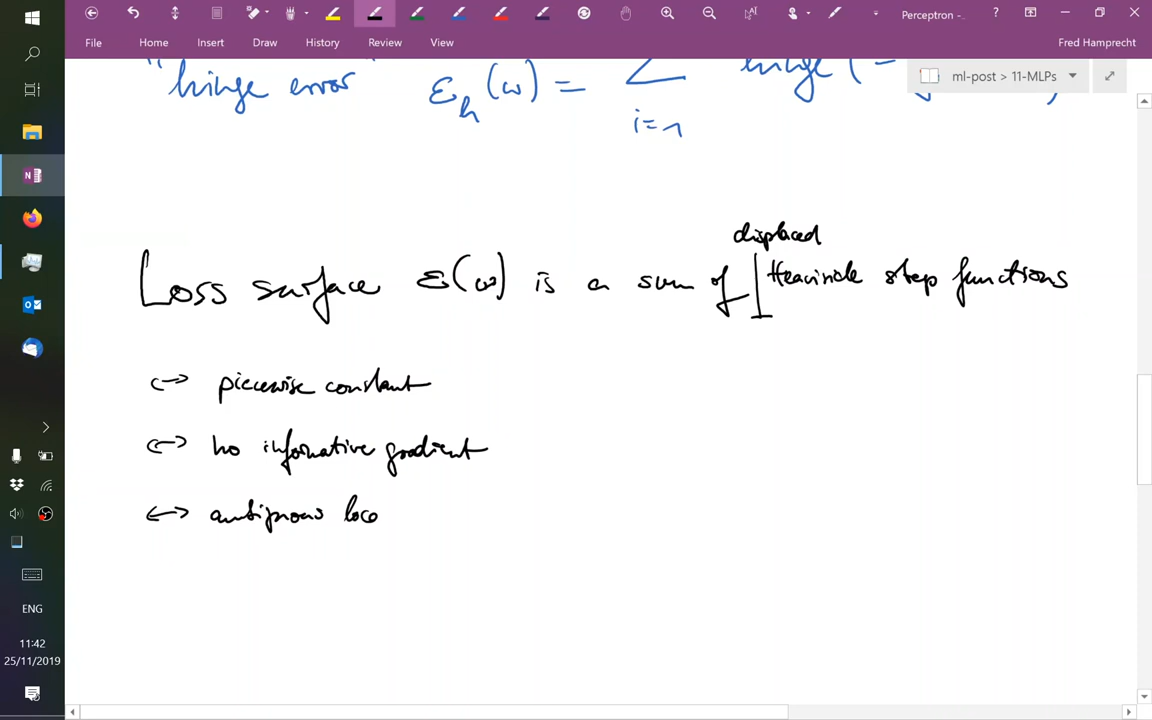 Perceptron -..
File Home Insert Draw History Review View
Fred Hamprecht
ml-post > 11-MLPs
"hinge error" ε_h (ω) = Σ i=1 hinge (-
displaced
Loss surface ε(ω) is a sum of Heaviside step functions
↔ piecewise constant
↔ no informative gradient
↔ ambiguous loca
ENG
11:42
25/11/2019